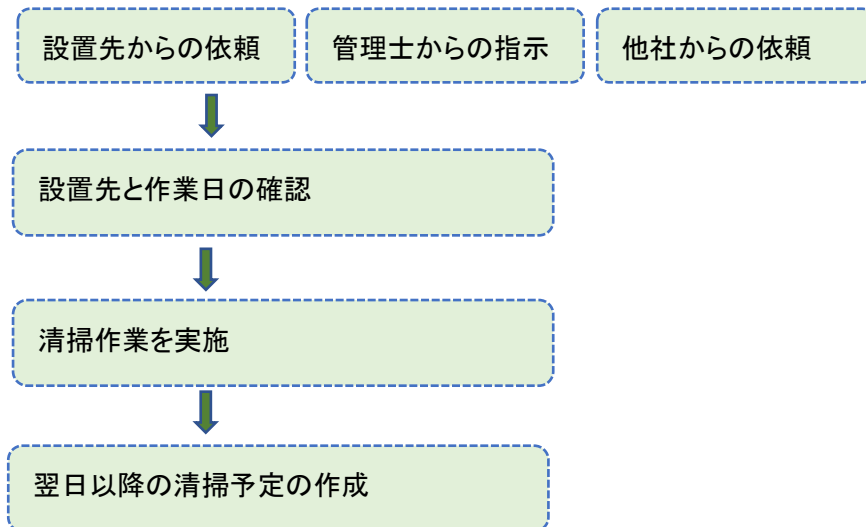 設置先からの依頼
管理士からの指示
他社からの依頼
設置先と作業日の確認
清掃作業を実施
翌日以降の清掃予定の作成